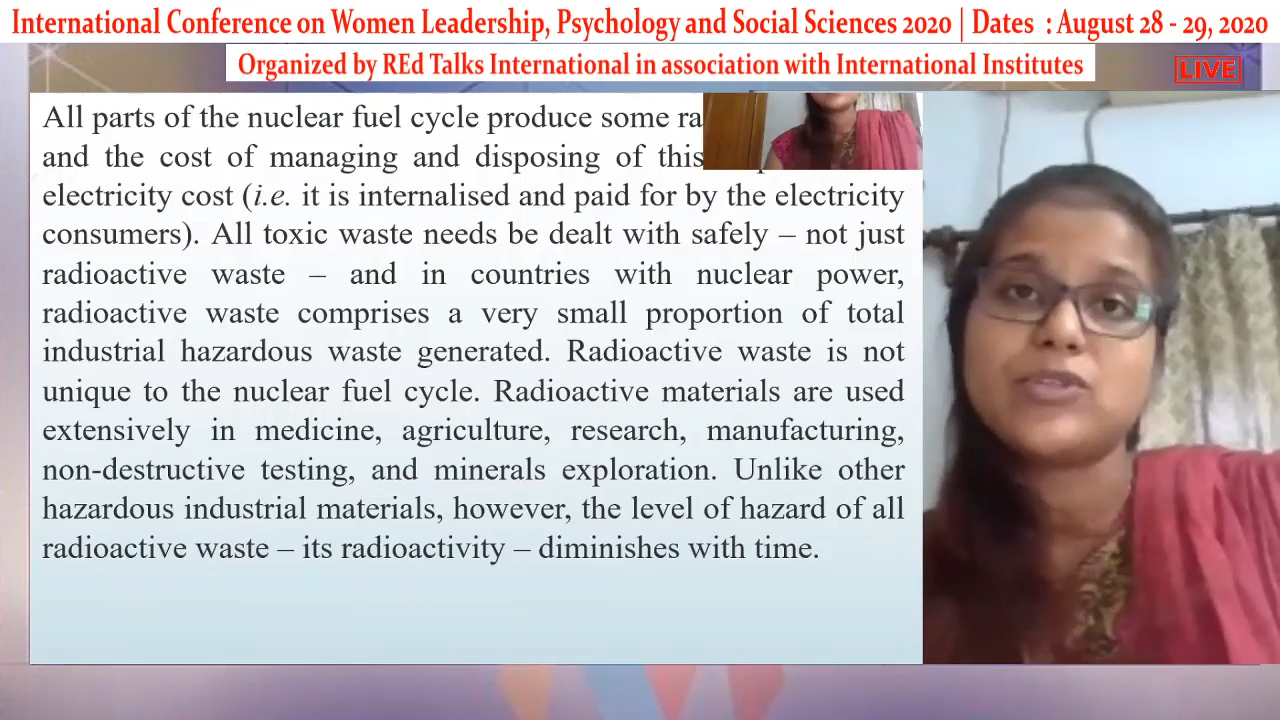 International Conference on Women Leadership, Psychology and Social Sciences 2020 | Dates : August 28 - 29, 2020
Organized by REd Talks International in association with International Institutes
LIVE
All parts of the nuclear fuel cycle produce some
and the cost of managing and disposing of this
electricity cost (i.e. it is internalised and paid for by the electricity
consumers). All toxic waste needs be dealt with safely – not just
radioactive waste – and in countries with nuclear power,
radioactive waste comprises a very small proportion of total
industrial hazardous waste generated. Radioactive waste is not
unique to the nuclear fuel cycle. Radioactive materials are used
extensively in medicine, agriculture, research, manufacturing,
non-destructive testing, and minerals exploration. Unlike other
hazardous industrial materials, however, the level of hazard of all
radioactive waste – its radioactivity – diminishes with time.